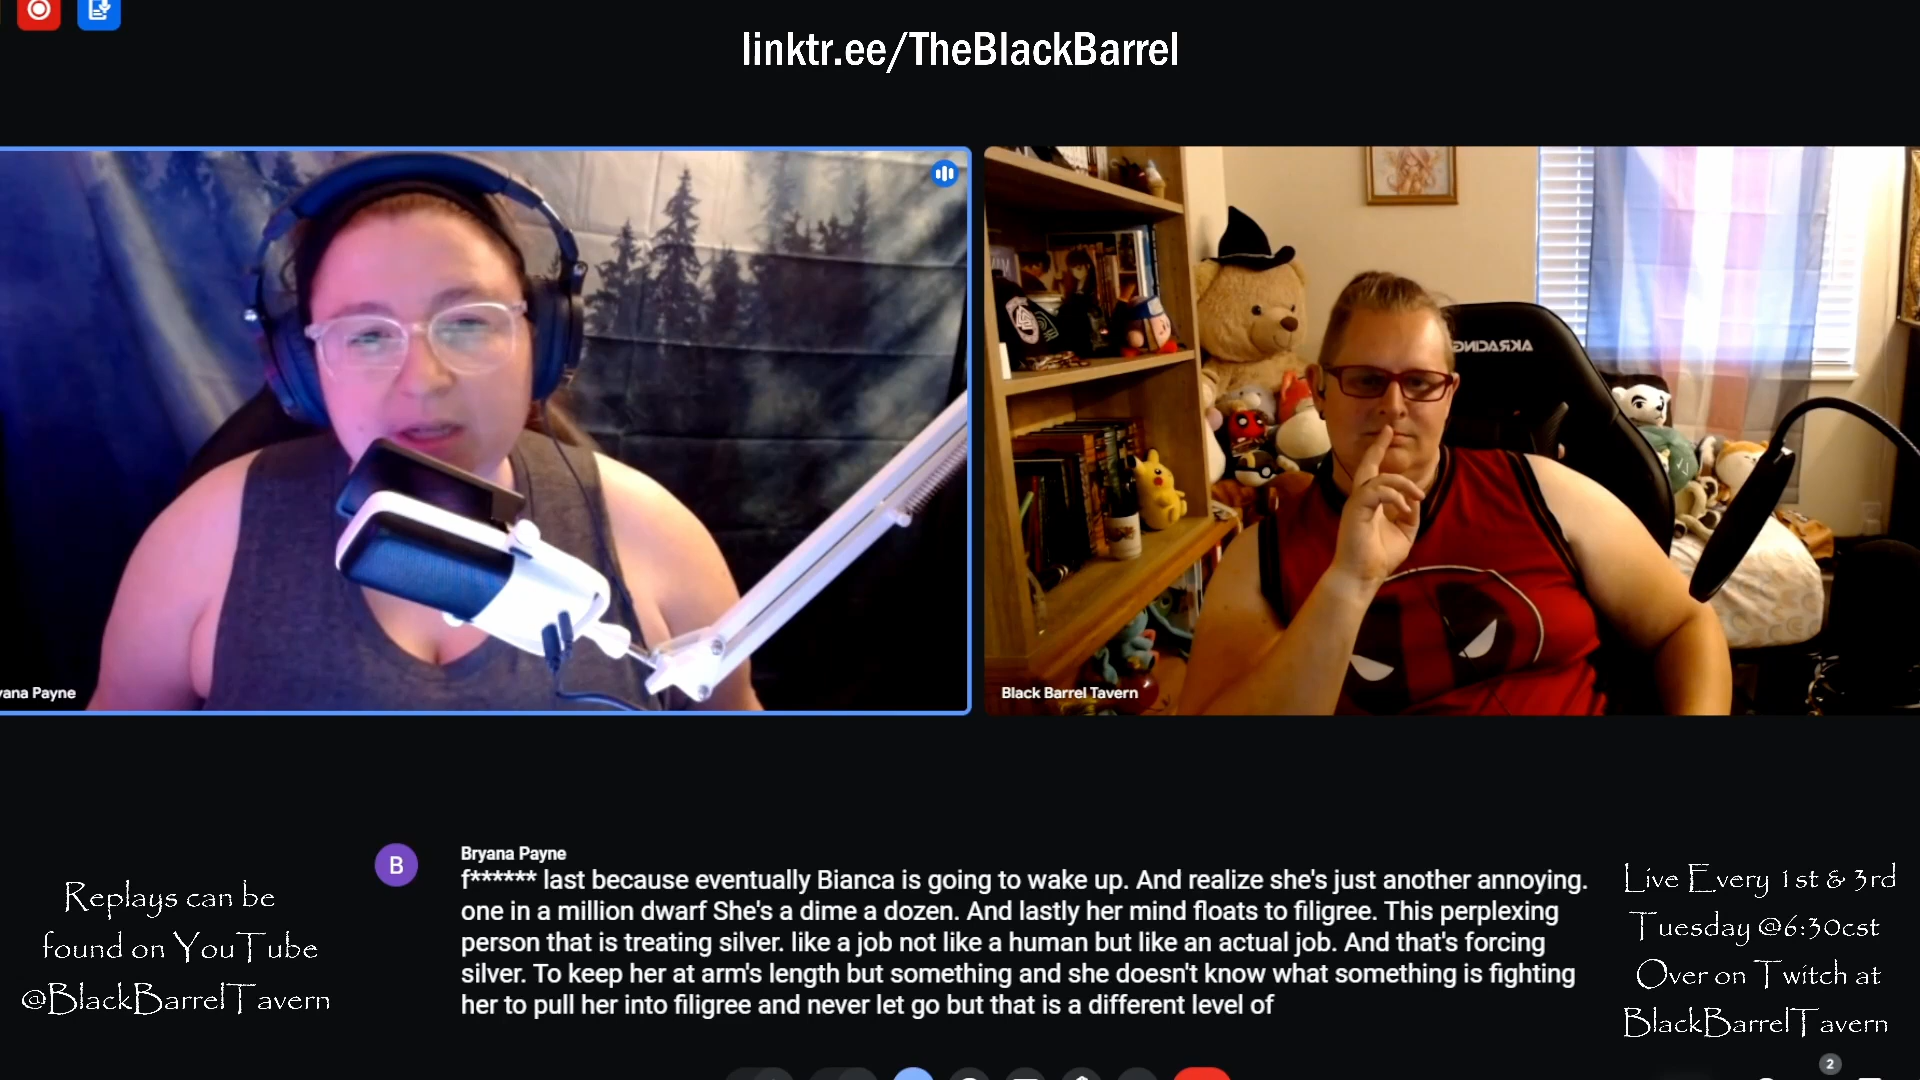 linktr.ee/TheBlackBarrel
AKRACING
yana Payne
Black Barrel Tavern
B
Bryana Payne
f****** last because eventually Bianca is going to wake up. And realize she's just another annoying.
one in a million dwarf She's a dime a dozen. And lastly her mind floats to filigree. This perplexing
person that is treating silver. like a job not like a human but like an actual job. And that's forcing
silver. To keep her at arm's length but something and she doesn't know what something is fighting
her to pull her into filigree and never let go but that is a different level of
Replays can be
found on YouTube
@BlackBarrelTavern
Live Every 1st & 3rd
Tuesday @6:30cst
Over on Twitch at
BlackBarrelTavern
2